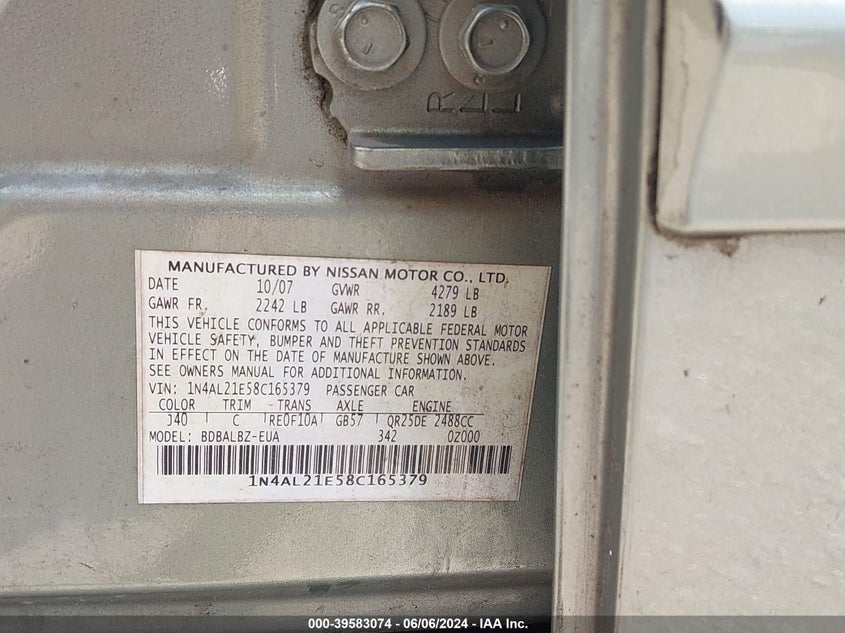 R
L
MANUFACTURED BY NISSAN MOTOR CO., LTD.
DATE 10/07 GVWR 4279 LB
GAWR FR. 2242 LB GAWR RR. 2189 LB
THIS VEHICLE CONFORMS TO ALL APPLICABLE FEDERAL MOTOR
VEHICLE SAFETY, BUMPER AND THEFT PREVENTION STANDARDS
IN EFFECT ON THE DATE OF MANUFACTURE SHOWN ABOVE.
SEE OWNERS MANUAL FOR ADDITIONAL INFORMATION.
VIN: 1N4AL21E58C165379 PASSENGER CAR
COLOR TRIM TRANS AXLE ENGINE
J40 C RE0F10A GB57 QR25DE 2488CC
MODEL: BDBALBZ-EUA 342 0Z000
1N4AL21E58C165379
000-39583074 - 06/06/2024 - IAA Inc.